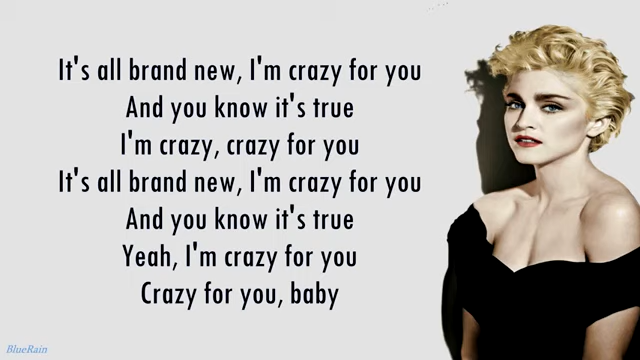 It's all brand new, I'm crazy for you
And you know it's true
I'm crazy, crazy for you
It's all brand new, I'm crazy for you
And you know it's true
Yeah, I'm crazy for you
Crazy for you, baby
BlueRain